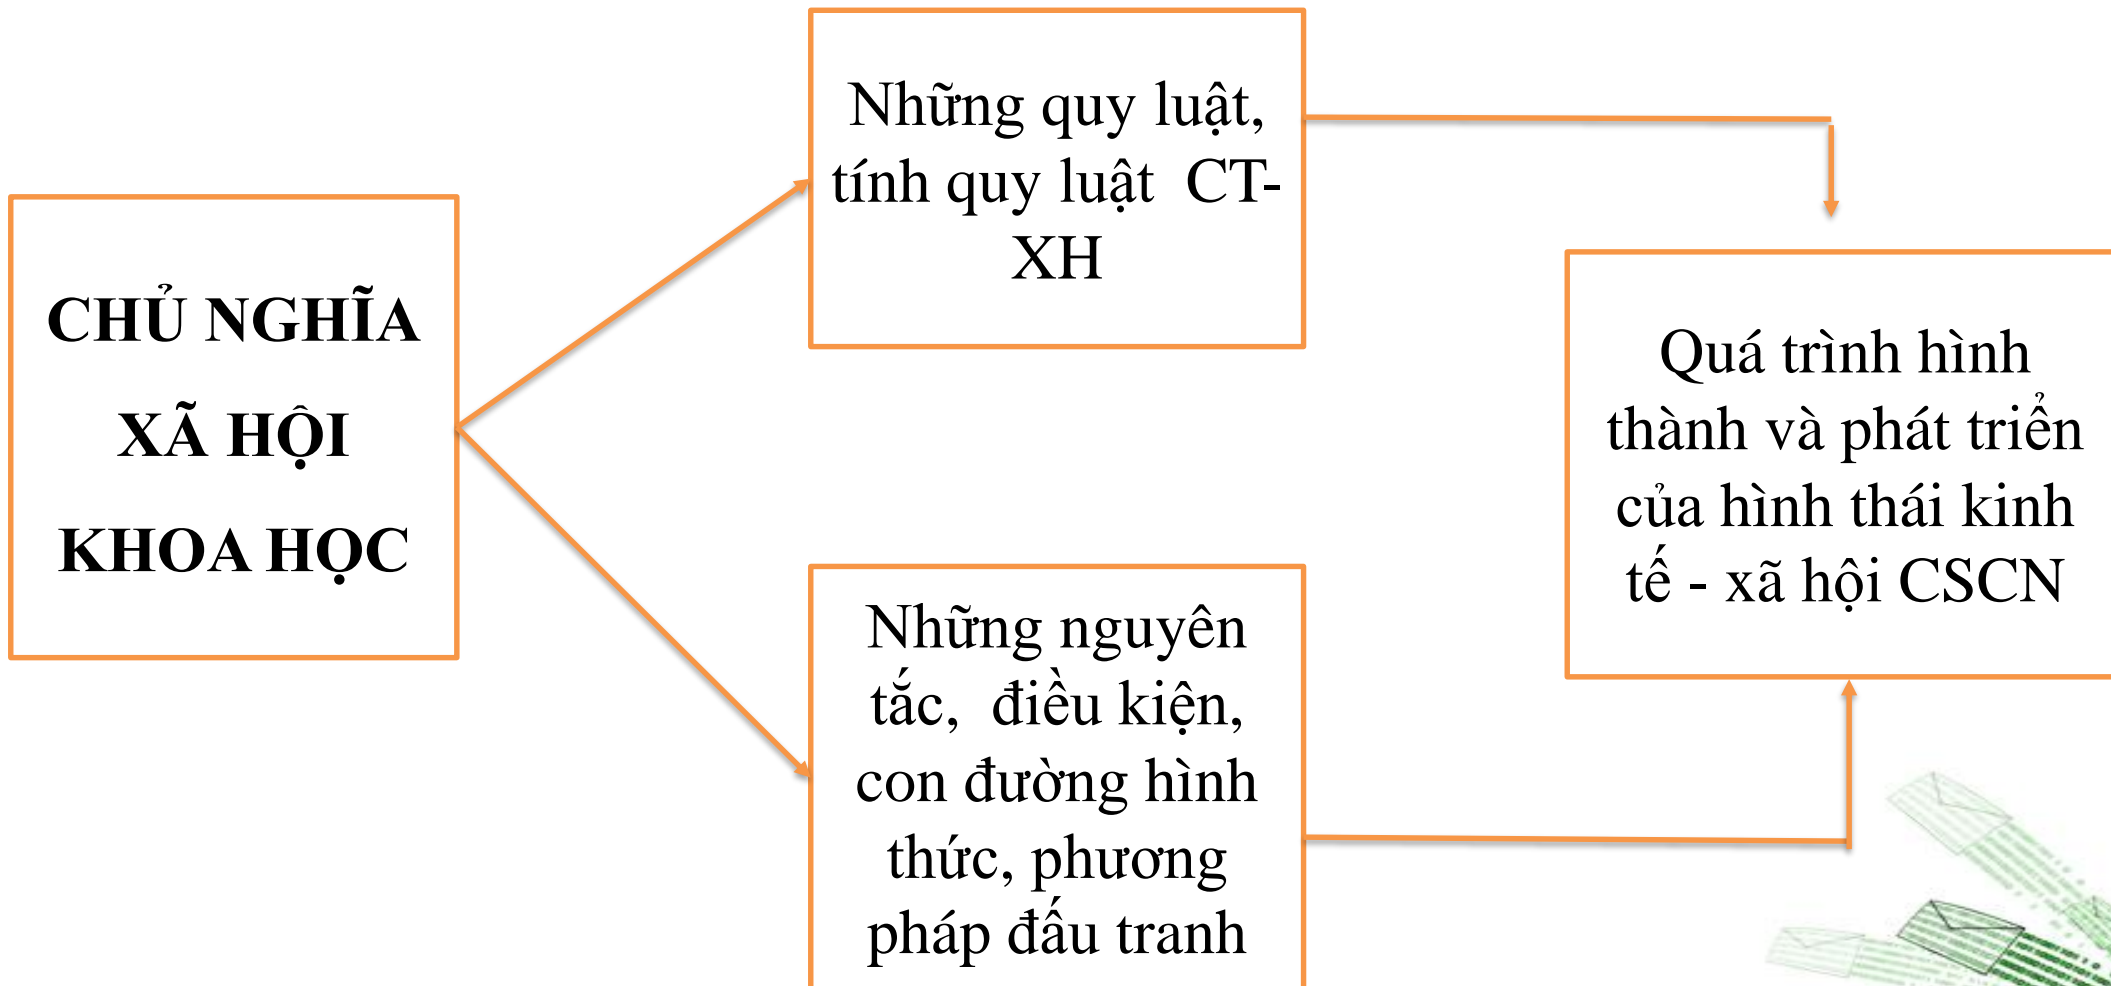 CHỦ NGHĨA
XÃ HỘI
KHOA HỌC
Những quy luật,
tính quy luật CT-
XH
Những nguyên
tắc, điều kiện,
con đường hình
thức, phương
pháp đấu tranh
Quá trình hình
thành và phát triển
của hình thái kinh
tế - xã hội CSCN